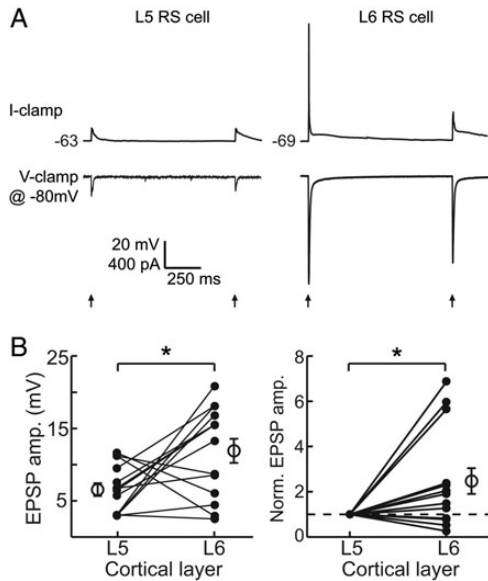 A
L5 RS cell
L6 RS cell
I-clamp
-63
-69
V-clamp
@ -80mV
20 mV
400 pA
250 ms
B
*
*
EPSP amp. (mV)
25
15
5
L5
L6
Cortical layer
Norm. EPSP amp.
8
6
4
2
0
L5
L6
Cortical layer